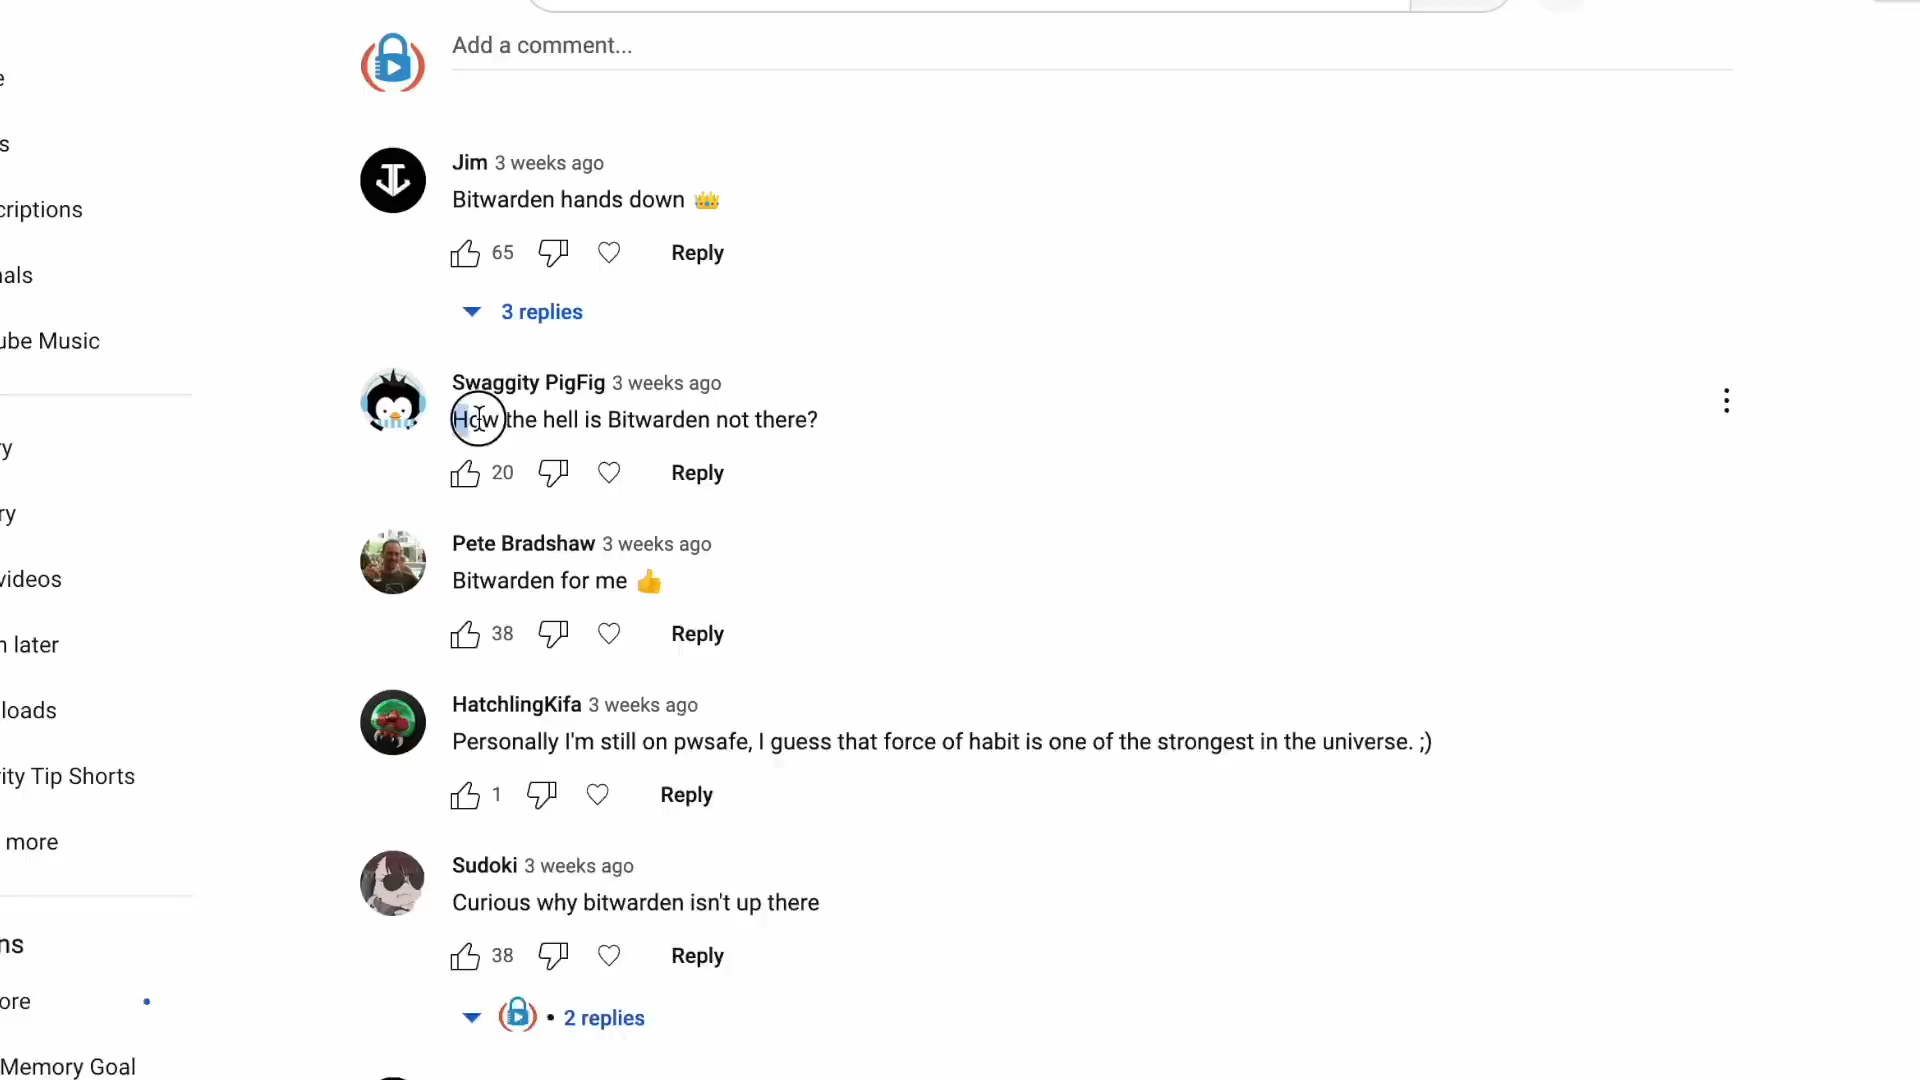 Add a comment...
e
s
criptions
nals
ube Music
ry
ry
videos
n later
loads
rity Tip Shorts
more
ns
ore
Memory Goal
Jim 3 weeks ago
Bitwarden hands down 👑
65 Reply
3 replies
Swaggity PigFig 3 weeks ago
How the hell is Bitwarden not there?
20 Reply
Pete Bradshaw 3 weeks ago
Bitwarden for me 👍
38 Reply
HatchlingKifa 3 weeks ago
Personally I'm still on pwsafe, I guess that force of habit is one of the strongest in the universe. ;)
1 Reply
Sudoki 3 weeks ago
Curious why bitwarden isn't up there
38 Reply
• 2 replies